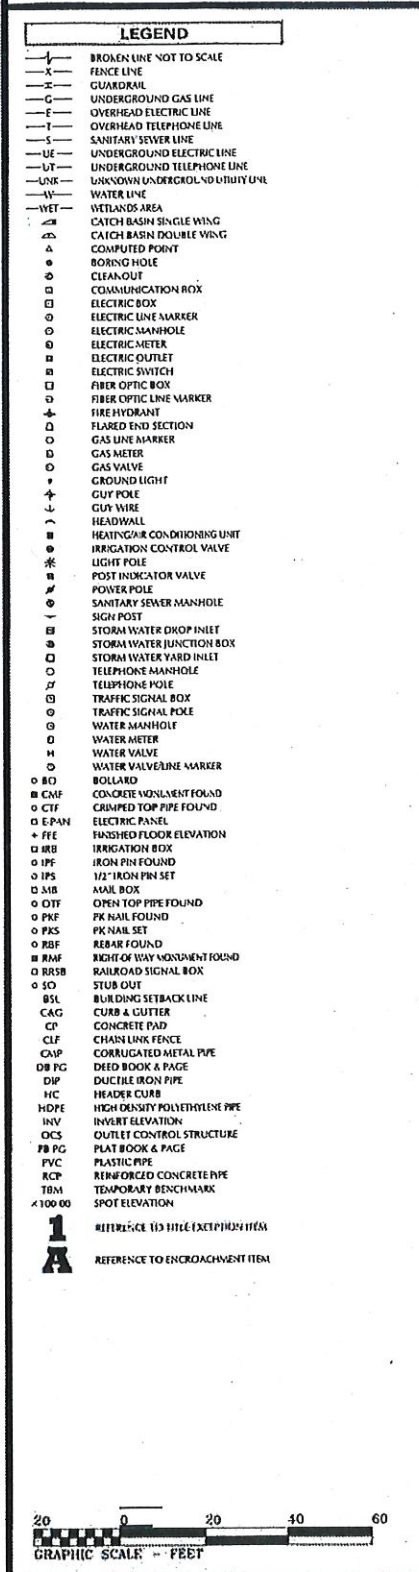 LEGEND
BROKEN LINE NOT TO SCALE
X FENCE LINE
GUARDRAIL
G UNDERGROUND GAS LINE
E OVERHEAD ELECTRIC LINE
T OVERHEAD TELEPHONE LINE
S SANITARY SEWER LINE
UE UNDERGROUND ELECTRIC LINE
UT UNDERGROUND TELEPHONE LINE
UNK UNKNOWN UNDERGROUND UTILITY LINE
W WATER LINE
WET WETLANDS AREA
CATCH BASIN SINGLE WING
CATCH BASIN DOUBLE WING
COMPUTED POINT
BORING HOLE
CLEANOUT
COMMUNICATION BOX
ELECTRIC BOX
ELECTRIC LINE MARKER
ELECTRIC MANHOLE
ELECTRIC METER
ELECTRIC OUTLET
ELECTRIC SWITCH
FIBER OPTIC BOX
FIBER OPTIC LINE MARKER
FIRE HYDRANT
FLARED END SECTION
GAS LINE MARKER
GAS METER
GAS VALVE
GROUND LIGHT
GUY POLE
GUY WIRE
HEADWALL
HEATING/AIR CONDITIONING UNIT
IRRIGATION CONTROL VALVE
LIGHT POLE
POST INDICATOR VALVE
POWER POLE
SANITARY SEWER MANHOLE
SIGN POST
STORM WATER DROP INLET
STORM WATER JUNCTION BOX
STORM WATER YARD INLET
TELEPHONE MANHOLE
TELEPHONE POLE
TRAFFIC SIGNAL BOX
TRAFFIC SIGNAL POLE
WATER MANHOLE
WATER METER
WATER VALVE
WATER VALVE/LINE MARKER
BO BOLLARD
CMF CONCRETE MONUMENT FOUND
CTF CRIMPED TOP PIPE FOUND
E-PAN ELECTRIC PANEL
FFE FINISHED FLOOR ELEVATION
IRB IRRIGATION BOX
IPF IRON PIN FOUND
IPS 1/2" IRON PIN SET
MB MAIL BOX
OTF OPEN TOP PIPE FOUND
PKF PK NAIL FOUND
PKS PK NAIL SET
RBF REBAR FOUND
RMF RIGHT-OF WAY MONUMENT FOUND
RRSB RAILROAD SIGNAL BOX
SO STUB OUT
BSL BUILDING SETBACK LINE
C&G CURB & GUTTER
CP CONCRETE PAD
CLF CHAIN LINK FENCE
CMP CORRUGATED METAL PIPE
DB PG DEED BOOK & PAGE
DIP DUCTILE IRON PIPE
HC HEADER CURB
HDPE HIGH DENSITY POLYETHYLENE PIPE
INV INVERT ELEVATION
OCS OUTLET CONTROL STRUCTURE
PB PG PLAT BOOK & PAGE
PVC PLASTIC PIPE
RCP REINFORCED CONCRETE PIPE
TBM TEMPORARY BENCHMARK
×100 00 SPOT ELEVATION
1 REFERENCE TO TITLE EXCEPTION ITEM
A REFERENCE TO ENCROACHMENT ITEM
20 0 20 40 60
GRAPHIC SCALE - FEET